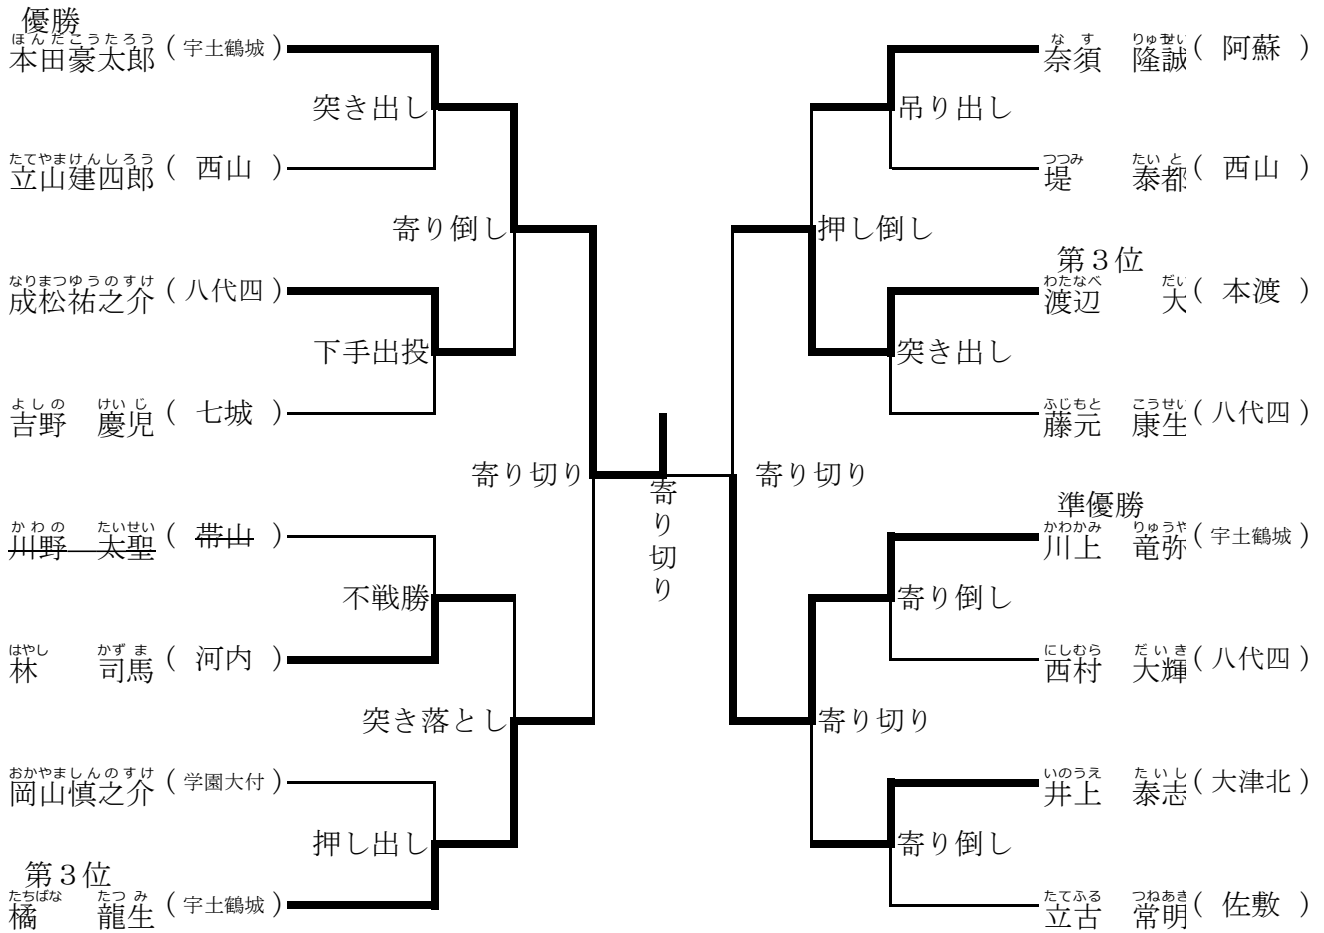 優勝
ほんだこうたろう
本田豪太郎 ( 宇土鶴城 )
突き出し
たてやまけんしろう
立山建四郎 ( 西山 )
寄り倒し
なりまつゆうのすけ
成松祐之介 ( 八代四 )
下手出投
よしの けいじ
吉野 慶児 ( 七城 )
寄り切り
かわの たいせい
川野 太聖 ( 帯山 )
不戦勝
はやし かずま
林 司馬 ( 河内 )
突き落とし
おかやましんのすけ
岡山慎之介 ( 学園大付 )
押し出し
第3位
たちばな たつみ
橘 龍生 ( 宇土鶴城 )
寄り切り
なす りゅうせい
奈須 隆誠 ( 阿蘇 )
吊り出し
つつみ たいと
堤 泰都 ( 西山 )
押し倒し
第3位
わたなべ だい
渡辺 大 ( 本渡 )
突き出し
ふじもと こうせい
藤元 康生 ( 八代四 )
寄り切り
準優勝
かわかみ りゅうや
川上 竜弥 ( 宇土鶴城 )
寄り倒し
にしむら だいき
西村 大輝 ( 八代四 )
寄り切り
いのうえ たいし
井上 泰志 ( 大津北 )
寄り倒し
たてふる つねあき
立古 常明 ( 佐敷 )